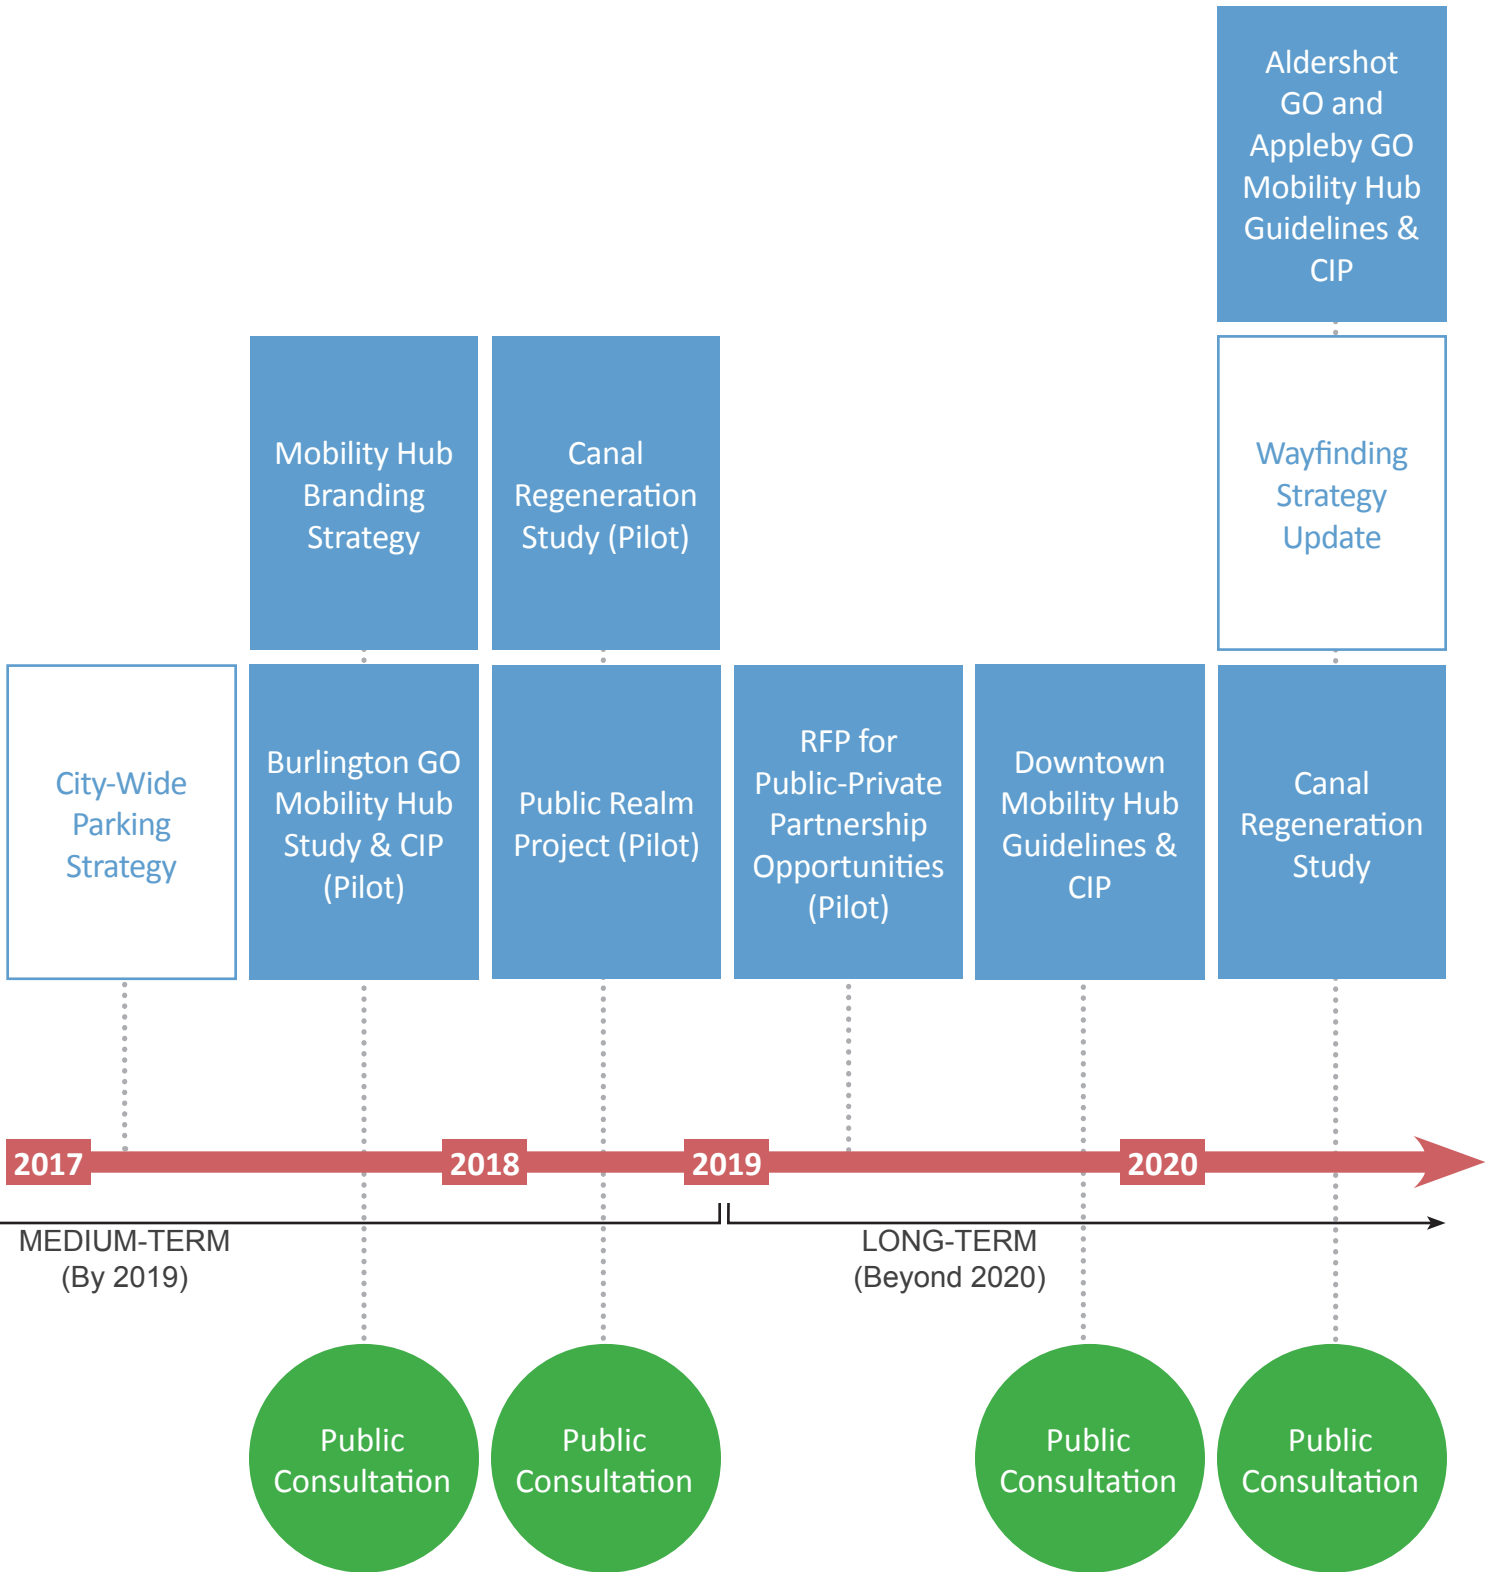 Aldershot
GO and
Appleby GO
Mobility Hub
Guidelines &
CIP
Mobility Hub
Branding
Strategy
Canal
Regeneration
Study (Pilot)
Wayfinding
Strategy
Update
City-Wide
Parking
Strategy
Burlington GO
Mobility Hub
Study & CIP
(Pilot)
Public Realm
Project (Pilot)
RFP for
Public-Private
Partnership
Opportunities
(Pilot)
Downtown
Mobility Hub
Guidelines &
CIP
Canal
Regeneration
Study
2017
2018
2019
2020
MEDIUM-TERM
(By 2019)
LONG-TERM
(Beyond 2020)
Public
Consultation
Public
Consultation
Public
Consultation
Public
Consultation